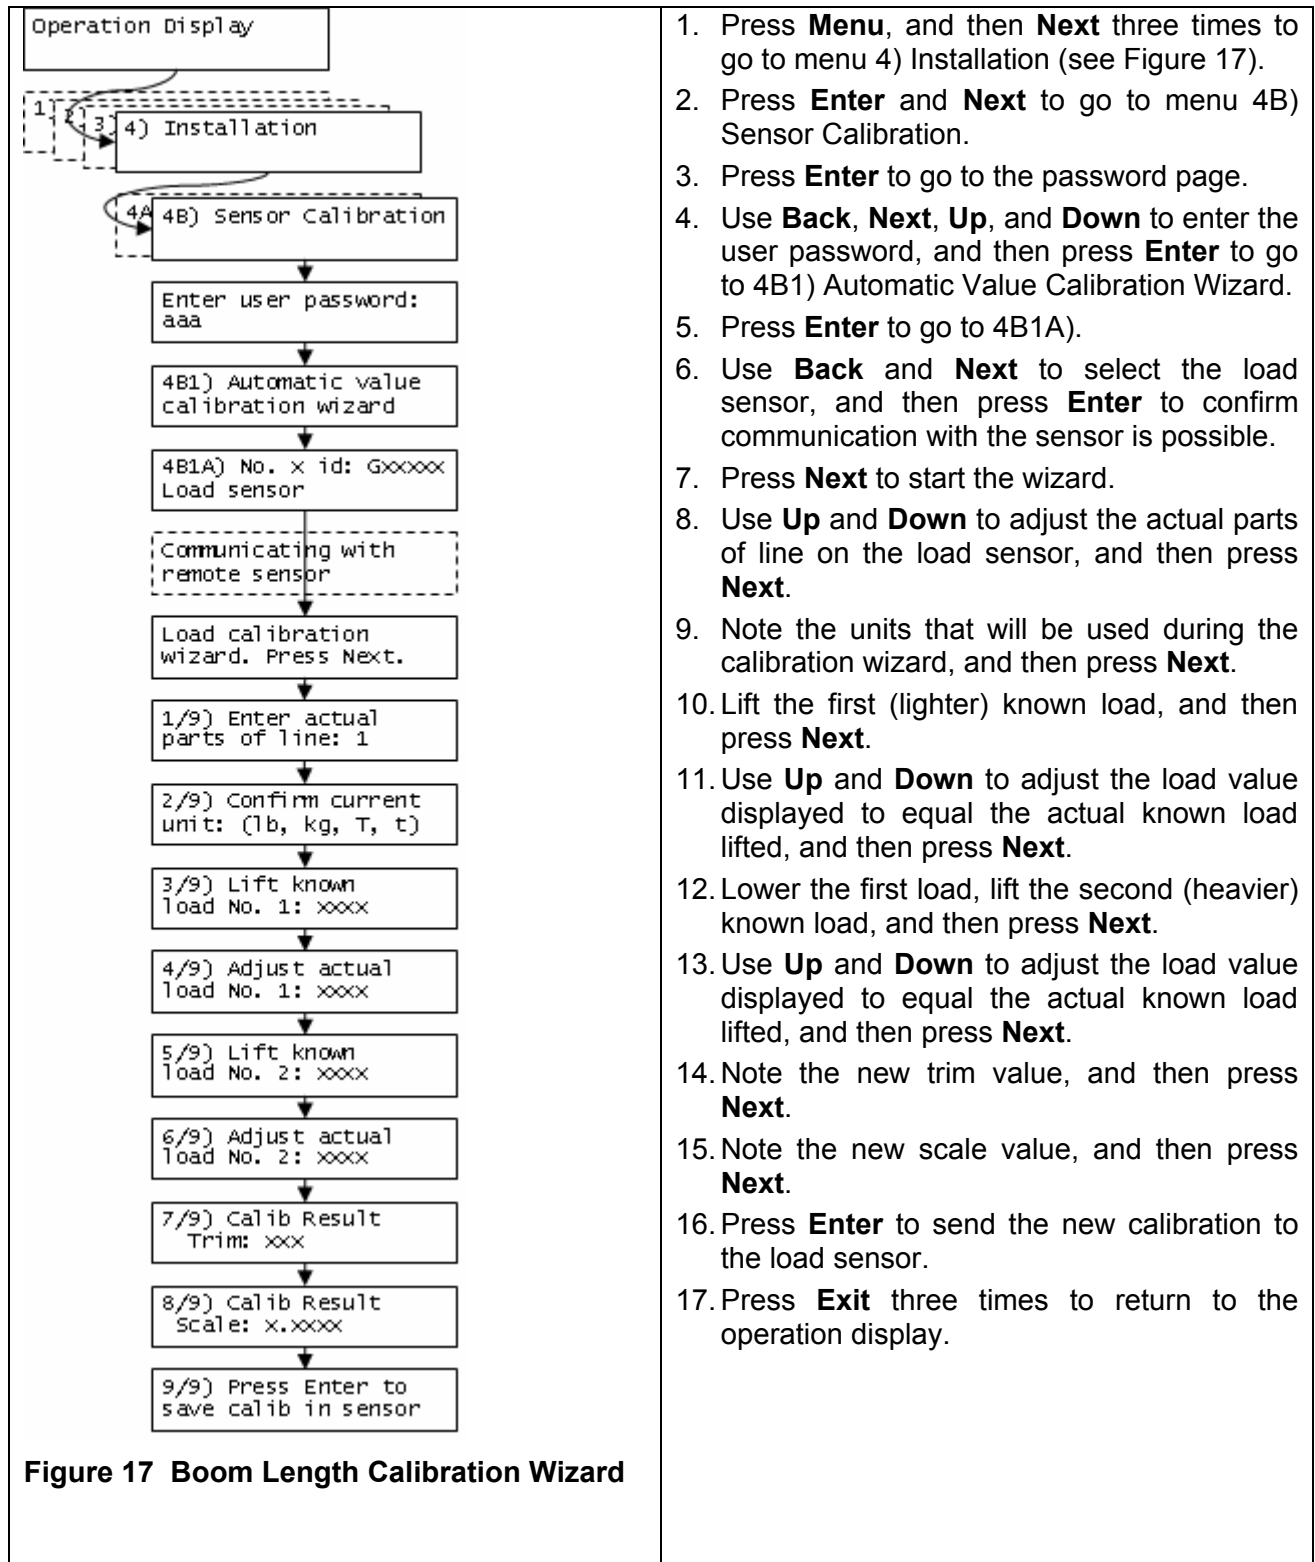 Operation Display
1
2
3)
4) Installation
4A
4B) Sensor Calibration
Enter user password:
aaa
4B1) Automatic value
calibration wizard
4B1A) No. x id: Gxxxxx
Load sensor
Communicating with
remote sensor
Load calibration
wizard. Press Next.
1/9) Enter actual
parts of line: 1
2/9) Confirm current
unit: (lb, kg, T, t)
3/9) Lift known
load No. 1: xxxx
4/9) Adjust actual
load No. 1: xxxx
5/9) Lift known
load No. 2: xxxx
6/9) Adjust actual
load No. 2: xxxx
7/9) Calib Result
Trim: xxx
8/9) Calib Result
Scale: x.xxxx
9/9) Press Enter to
save calib in sensor
Figure 17 Boom Length Calibration Wizard
1. Press Menu, and then Next three times to
go to menu 4) Installation (see Figure 17).
2. Press Enter and Next to go to menu 4B)
Sensor Calibration.
3. Press Enter to go to the password page.
4. Use Back, Next, Up, and Down to enter the
user password, and then press Enter to go
to 4B1) Automatic Value Calibration Wizard.
5. Press Enter to go to 4B1A).
6. Use Back and Next to select the load
sensor, and then press Enter to confirm
communication with the sensor is possible.
7. Press Next to start the wizard.
8. Use Up and Down to adjust the actual parts
of line on the load sensor, and then press
Next.
9. Note the units that will be used during the
calibration wizard, and then press Next.
10. Lift the first (lighter) known load, and then
press Next.
11. Use Up and Down to adjust the load value
displayed to equal the actual known load
lifted, and then press Next.
12. Lower the first load, lift the second (heavier)
known load, and then press Next.
13. Use Up and Down to adjust the load value
displayed to equal the actual known load
lifted, and then press Next.
14. Note the new trim value, and then press
Next.
15. Note the new scale value, and then press
Next.
16. Press Enter to send the new calibration to
the load sensor.
17. Press Exit three times to return to the
operation display.